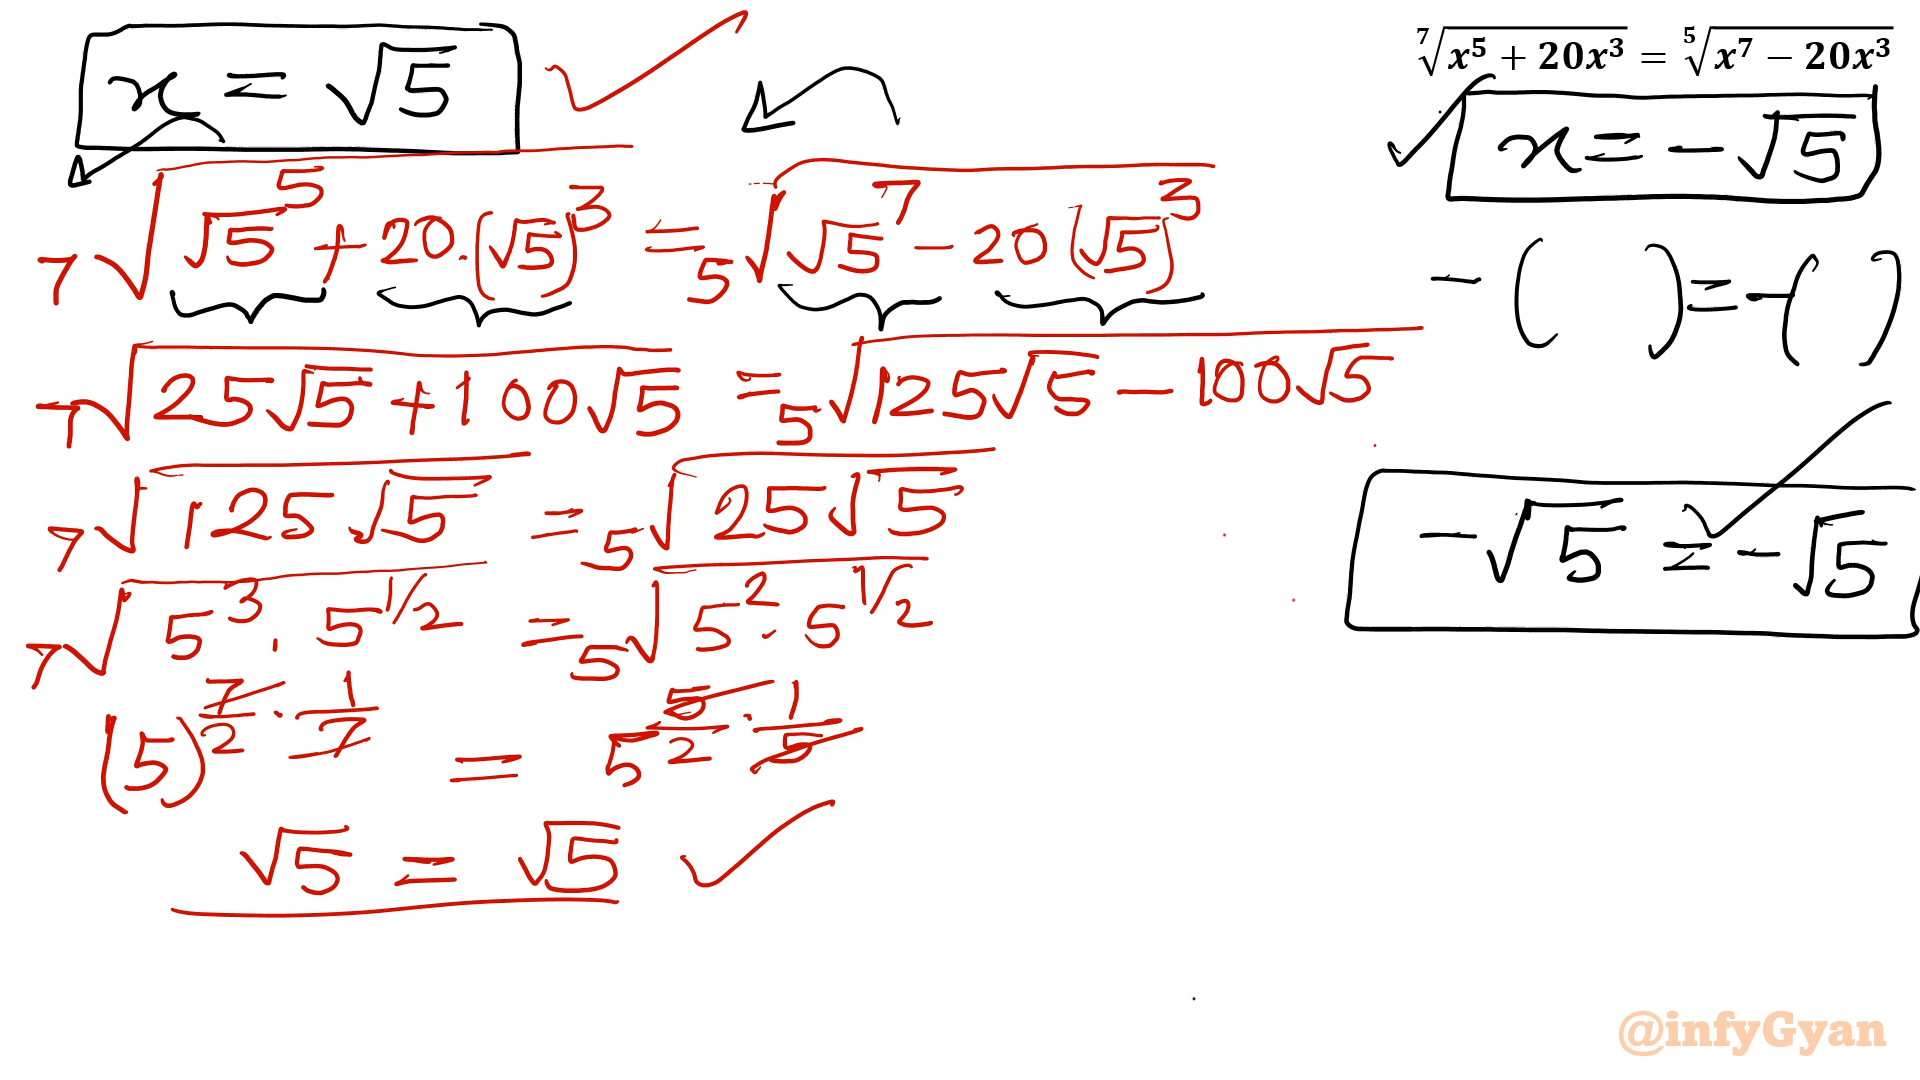 x = √5
⁷√(x⁵ + 20x³) = ⁵√(x⁷ − 20x³)
x = −√5
⁷√(√5⁵ + 20.(√5)³) = ⁵√(√5⁷ − 20(√5)³)
−( ) = −( )
⁷√(25√5 + 100√5) = ⁵√(125√5 − 100√5)
⁷√(125√5) = ⁵√(25√5)
−√5 = −√5
⁷√(5³ · 5^(1/2)) = ⁵√(5² · 5^(1/2))
(5)^(7/2 · 1/7) = 5^(5/2 · 1/5)
√5 = √5
@infyGyan